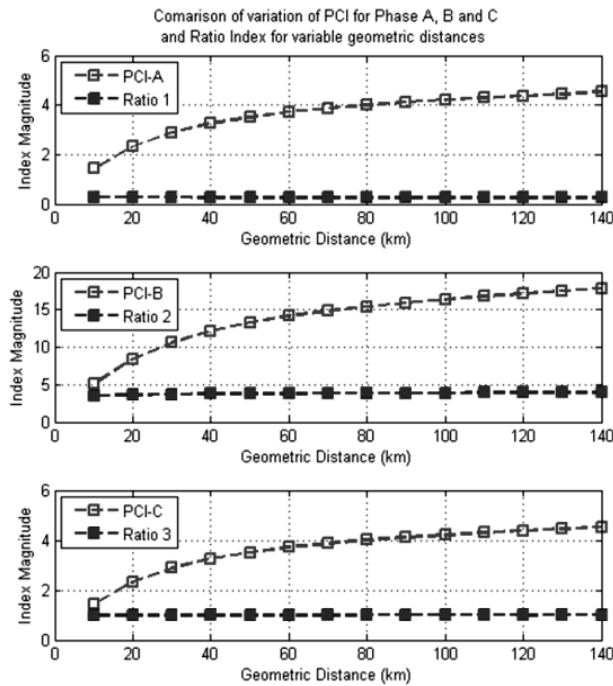 Comarison of variation of PCI for Phase A, B and C
and Ratio Index for variable geometric distances
6
4
2
0
Index Magnitude
PCI-A
Ratio 1
0 20 40 60 80 100 120 140
Geometric Distance (km)
20
15
10
5
0
Index Magnitude
PCI-B
Ratio 2
0 20 40 60 80 100 120 140
Geometric Distance (km)
6
4
2
0
Index Magnitude
PCI-C
Ratio 3
0 20 40 60 80 100 120 140
Geometric Distance (km)